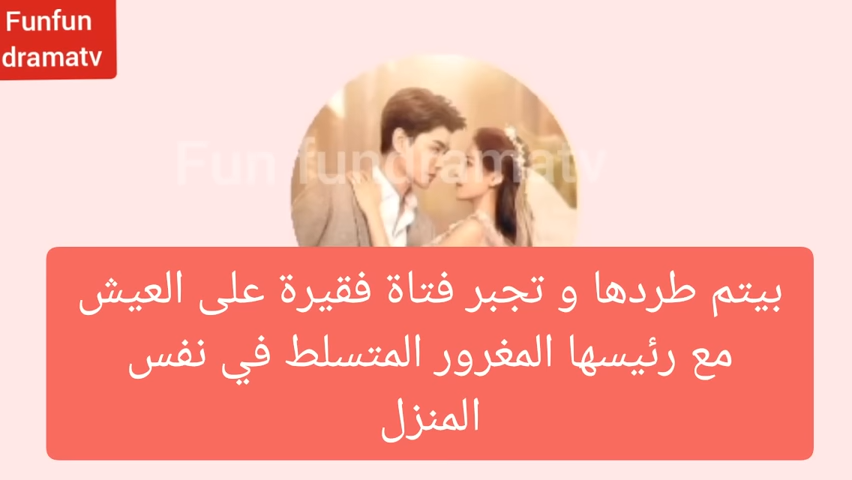 Funfun
dramatv
Fun fundramatv
بيتم طردها و تجبر فتاة فقيرة على العيش
مع رئيسها المغرور المتسلط في نفس
المنزل